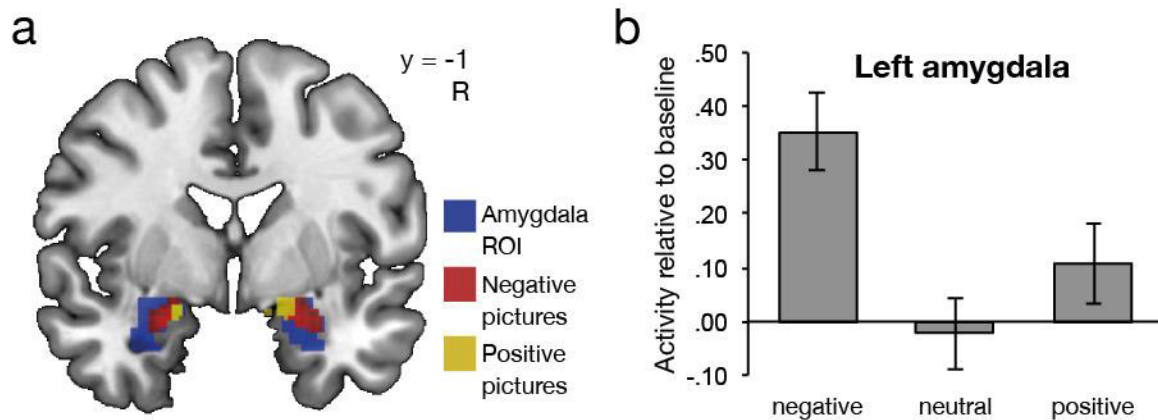 a
y = -1
R
Amygdala
ROI
Negative
pictures
Positive
pictures
b
Left amygdala
Activity relative to baseline
.50
.40
.30
.20
.10
.00
-.10
negative neutral positive